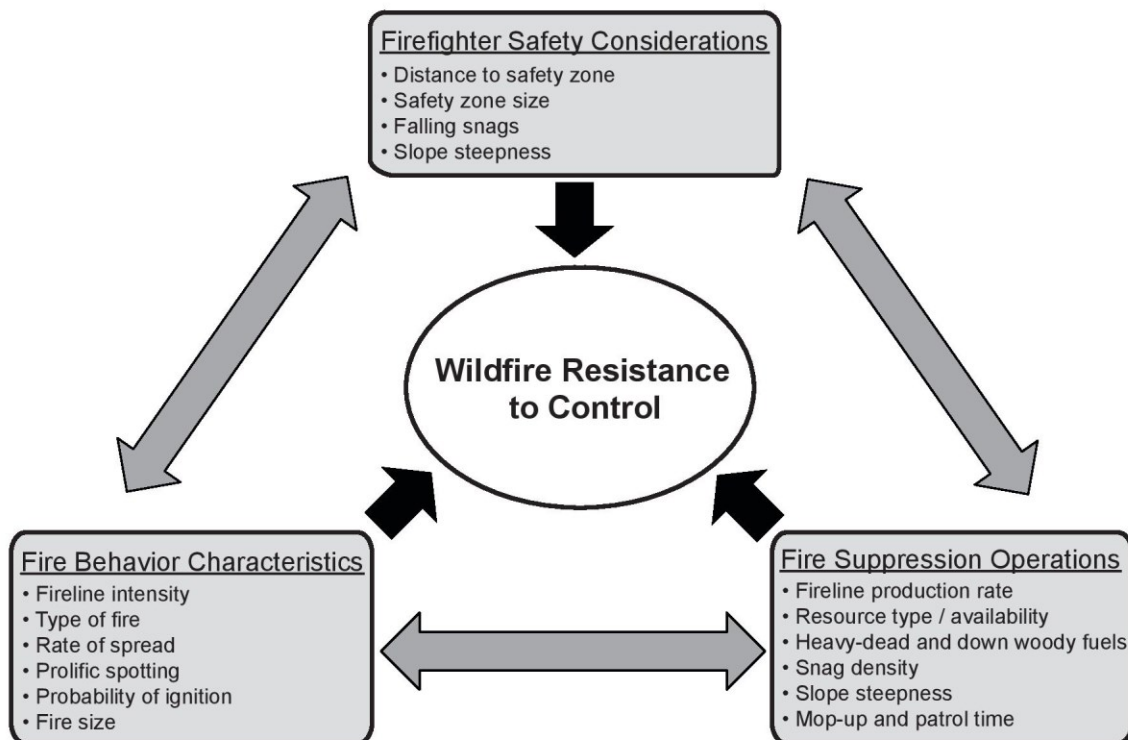 Firefighter Safety Considerations
• Distance to safety zone
• Safety zone size
• Falling snags
• Slope steepness
Wildfire Resistance
to Control
Fire Behavior Characteristics
• Fireline intensity
• Type of fire
• Rate of spread
• Prolific spotting
• Probability of ignition
• Fire size
Fire Suppression Operations
• Fireline production rate
• Resource type / availability
• Heavy-dead and down woody fuels
• Snag density
• Slope steepness
• Mop-up and patrol time